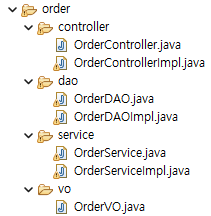 order
controller
OrderController.java
OrderControllerImpl.java
dao
OrderDAO.java
OrderDAOImpl.java
service
OrderService.java
OrderServiceImpl.java
vo
OrderVO.java